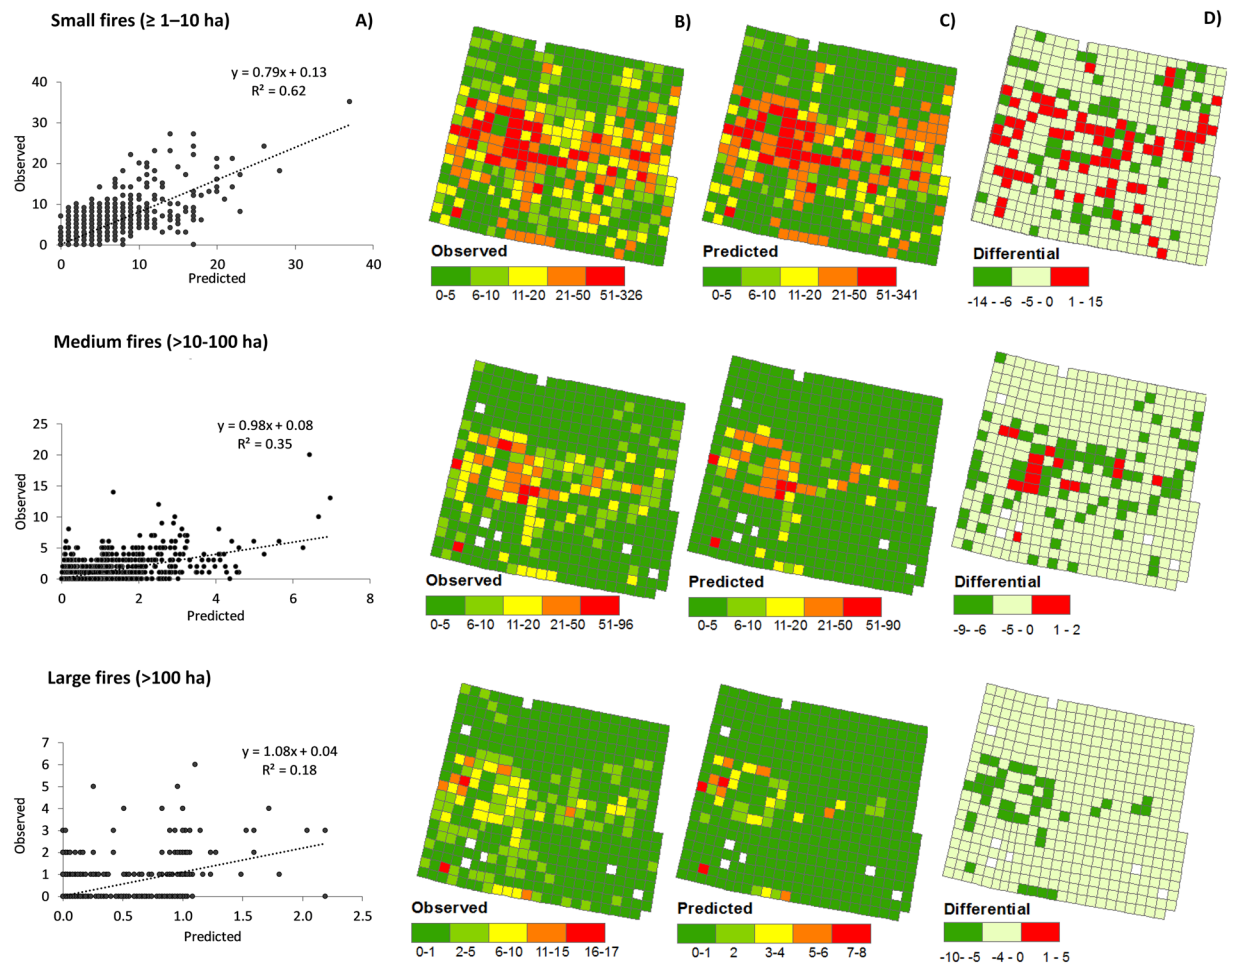 Small fires (≥ 1–10 ha)
A)
B)
C)
D)
y = 0.79x + 0.13
R² = 0.62
40
30
20
10
0
Observed
0 10 20 30 40
Predicted
Observed
0-5 6-10 11-20 21-50 51-326
Predicted
0-5 6-10 11-20 21-50 51-341
Differential
-14 - -6 -5 - 0 1 - 15
Medium fires (>10-100 ha)
y = 0.98x + 0.08
R² = 0.35
25
20
15
10
5
0
Observed
0 2 4 6 8
Predicted
Observed
0-5 6-10 11-20 21-50 51-96
Predicted
0-5 6-10 11-20 21-50 51-90
Differential
-9- -6 -5 - 0 1 - 2
Large fires (>100 ha)
y = 1.08x + 0.04
R² = 0.18
7
6
5
4
3
2
1
0
Observed
0.0 0.5 1.0 1.5 2.0 2.5
Predicted
Observed
0-1 2-5 6-10 11-15 16-17
Predicted
0-1 2 3-4 5-6 7-8
Differential
-10- -5 -4 - 0 1 - 5